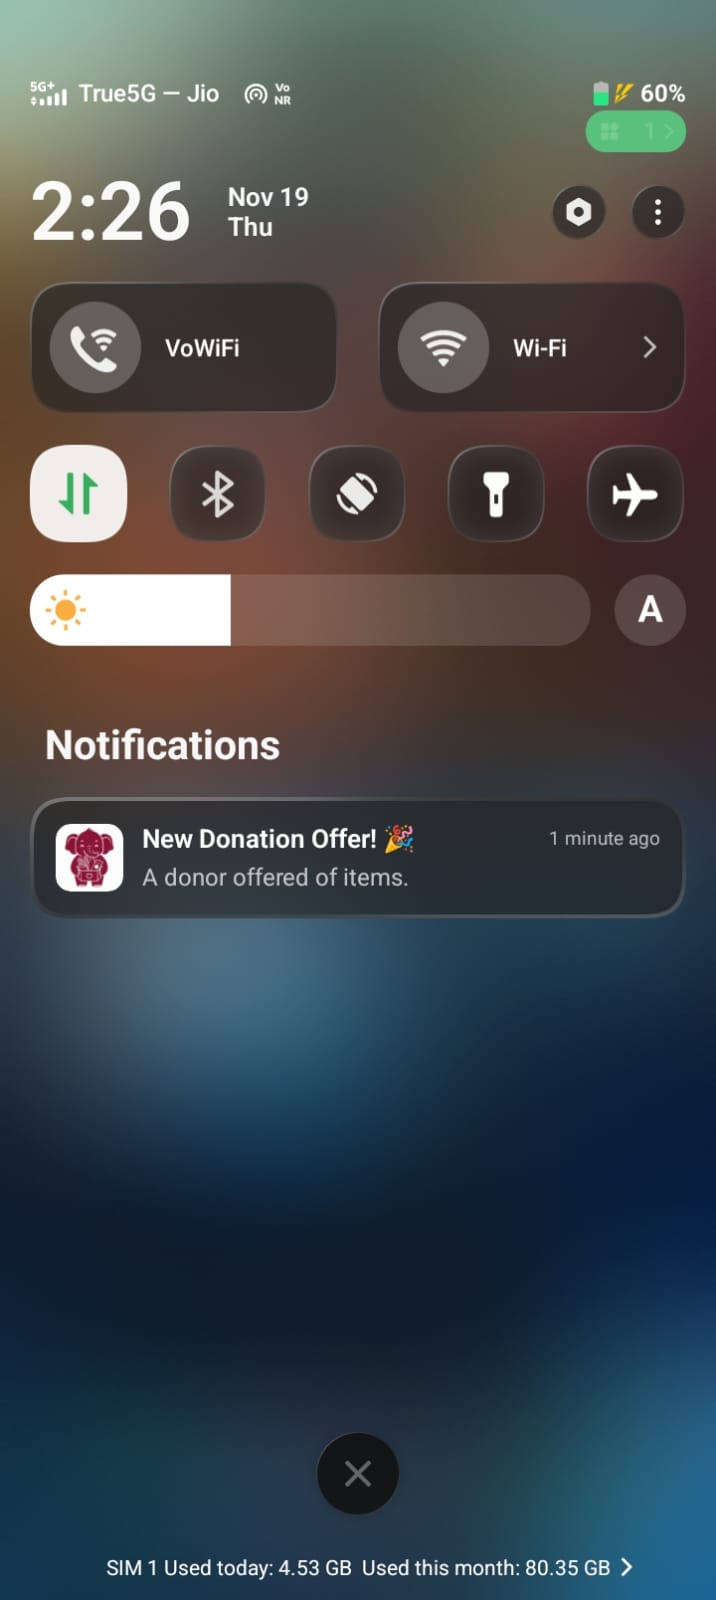 5G+ True5G — Jio Vo NR 60%
1 >
2:26 Nov 19
Thu
VoWiFi Wi-Fi
A
Notifications
New Donation Offer! 🎉 1 minute ago
A donor offered of items.
SIM 1 Used today: 4.53 GB Used this month: 80.35 GB >